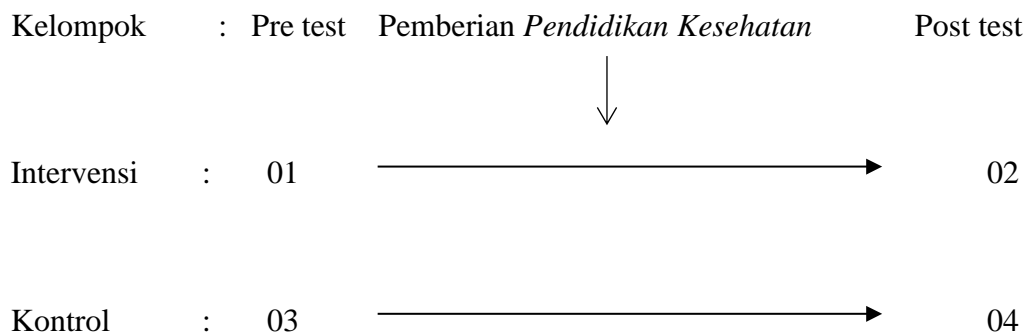 Kelompok : Pre test Pemberian Pendidikan Kesehatan Post test
Intervensi : 01 02
Kontrol : 03 04